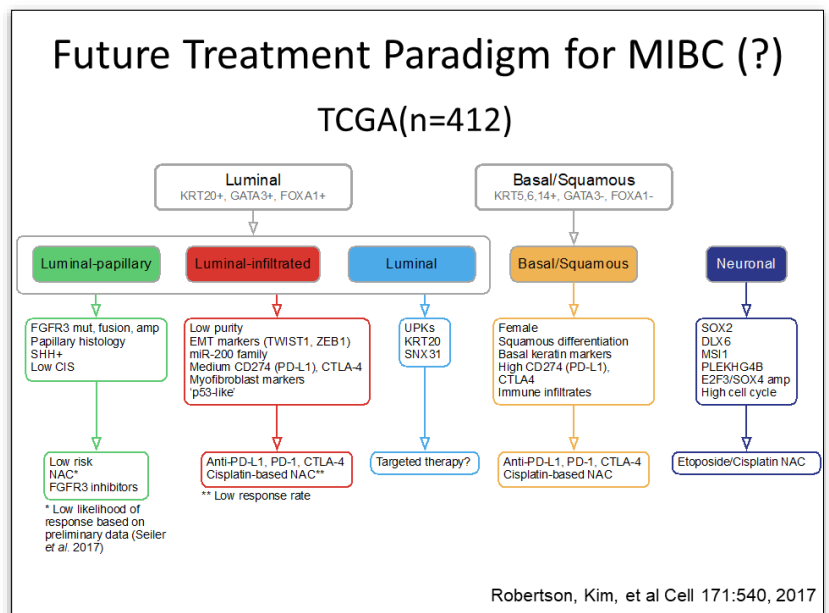 Future Treatment Paradigm for MIBC (?)
TCGA(n=412)
Luminal
KRT20+, GATA3+, FOXA1+
Basal/Squamous
KRT5,6,14+, GATA3-, FOXA1-
Luminal-papillary
Luminal-infiltrated
Luminal
Basal/Squamous
Neuronal
FGFR3 mut, fusion, amp
Papillary histology
SHH+
Low CIS
Low purity
EMT markers (TWIST1, ZEB1)
miR-200 family
Medium CD274 (PD-L1), CTLA-4
Myofibroblast markers
'p53-like'
UPKs
KRT20
SNX31
Female
Squamous differentiation
Basal keratin markers
High CD274 (PD-L1),
CTLA4
Immune infiltrates
SOX2
DLX6
MSI1
PLEKHG4B
E2F3/SOX4 amp
High cell cycle
Low risk
NAC*
FGFR3 inhibitors
* Low likelihood of
response based on
preliminary data (Seiler
et al. 2017)
Anti-PD-L1, PD-1, CTLA-4
Cisplatin-based NAC**
** Low response rate
Targeted therapy?
Anti-PD-L1, PD-1, CTLA-4
Cisplatin-based NAC
Etoposide/Cisplatin NAC
Robertson, Kim, et al Cell 171:540, 2017